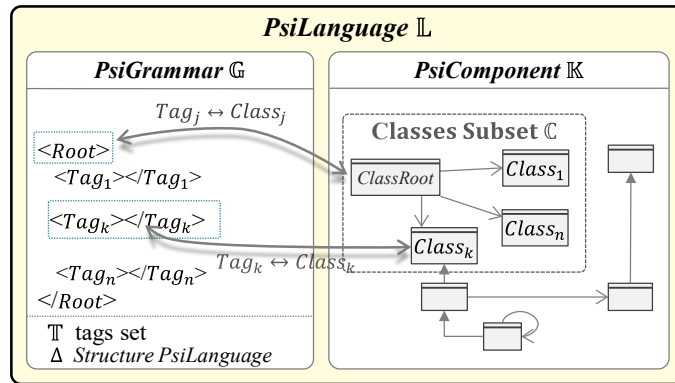 PsiLanguage 𝕃
PsiGrammar 𝔾
<Root>
<Tag₁></Tag₁>
<Tagₖ></Tagₖ>
<Tagₙ></Tagₙ>
</Root>
𝕋 tags set
Δ Structure PsiLanguage
Tagⱼ ↔ Classⱼ
Tagₖ ↔ Classₖ
PsiComponent 𝕂
Classes Subset ℂ
ClassRoot
Class₁
Classₙ
Classₖ